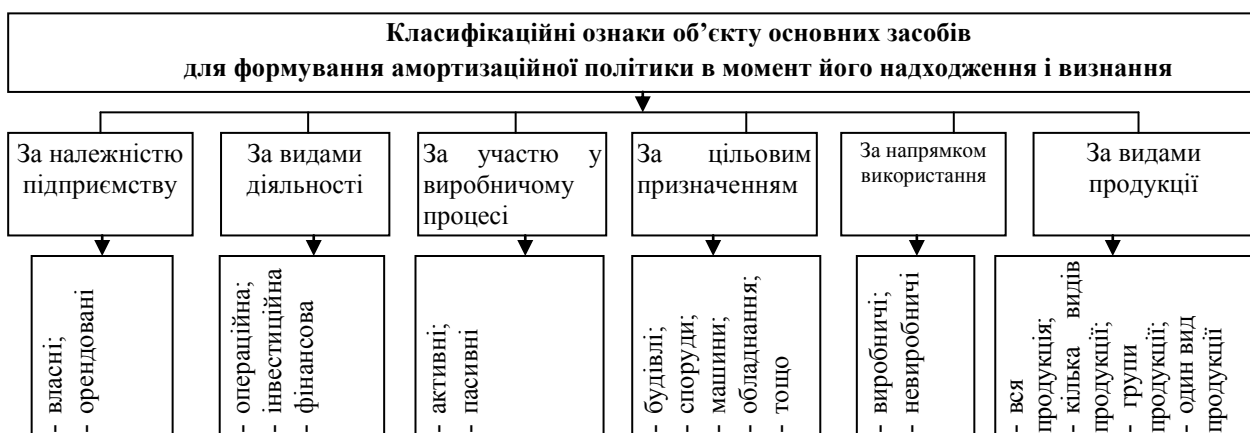 Класифікаційні ознаки об’єкту основних засобів
для формування амортизаційної політики в момент його надходження і визнання
За належністю
підприємству
За видами
діяльності
За участю у
виробничому
процесі
За цільовим
призначенням
За напрямком
використання
За видами
продукції
- власні;
- орендовані
- операційна;
- інвестиційна
- фінансова
- активні;
- пасивні
- будівлі;
- споруди;
- машини;
- обладнання;
- тощо
- виробничі;
- невиробничі
- вся
продукція;
- кілька видів
продукції;
- групи
продукції;
- один вид
продукції